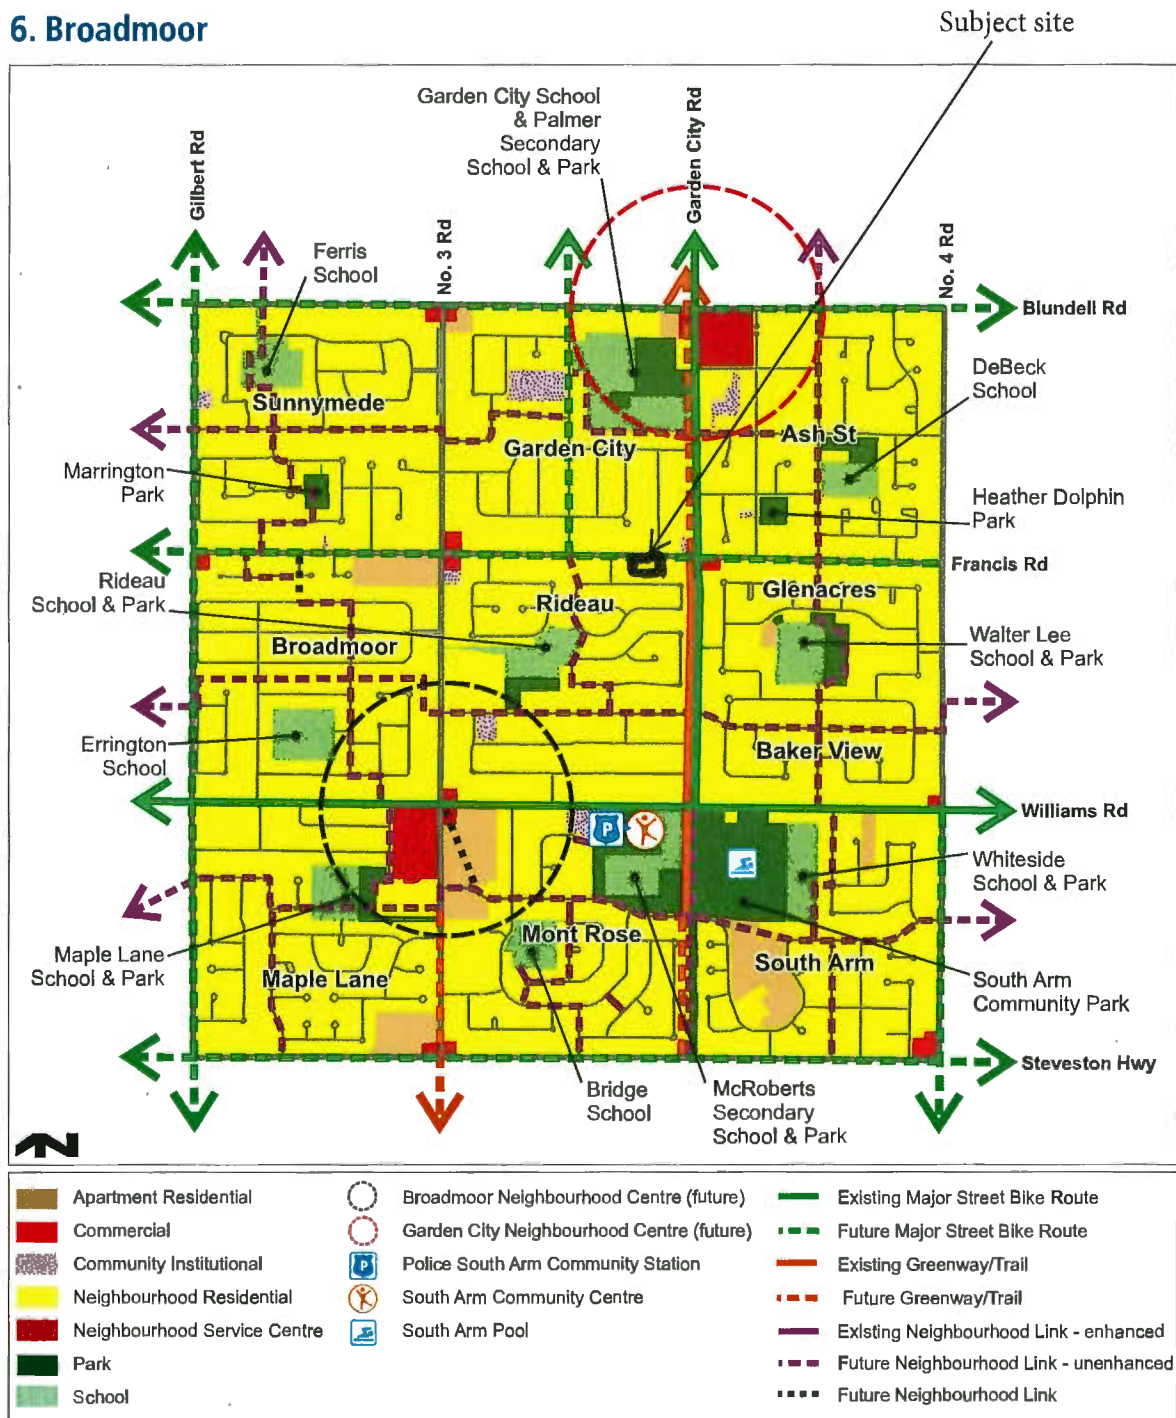 6. Broadmoor
Subject site
Garden City School
& Palmer
Secondary
School & Park
Gilbert Rd
No. 3 Rd
Garden City Rd
No. 4 Rd
Ferris
School
Blundell Rd
DeBeck
School
Sunnymede
Garden City
Ash St
Marrington
Park
Heather Dolphin
Park
Francis Rd
Rideau
School & Park
Rideau
Glenacres
Broadmoor
Walter Lee
School & Park
Errington
School
Baker View
Williams Rd
P
Whiteside
School & Park
Mont Rose
Maple Lane
School & Park
Maple Lane
South Arm
South Arm
Community Park
Steveston Hwy
Bridge
School
McRoberts
Secondary
School & Park
N
Apartment Residential
Commercial
Community Institutional
Neighbourhood Residential
Neighbourhood Service Centre
Park
School
Broadmoor Neighbourhood Centre (future)
Garden City Neighbourhood Centre (future)
P
Police South Arm Community Station
South Arm Community Centre
South Arm Pool
Existing Major Street Bike Route
Future Major Street Bike Route
Existing Greenway/Trail
Future Greenway/Trail
Existing Neighbourhood Link - enhanced
Future Neighbourhood Link - unenhanced
Future Neighbourhood Link